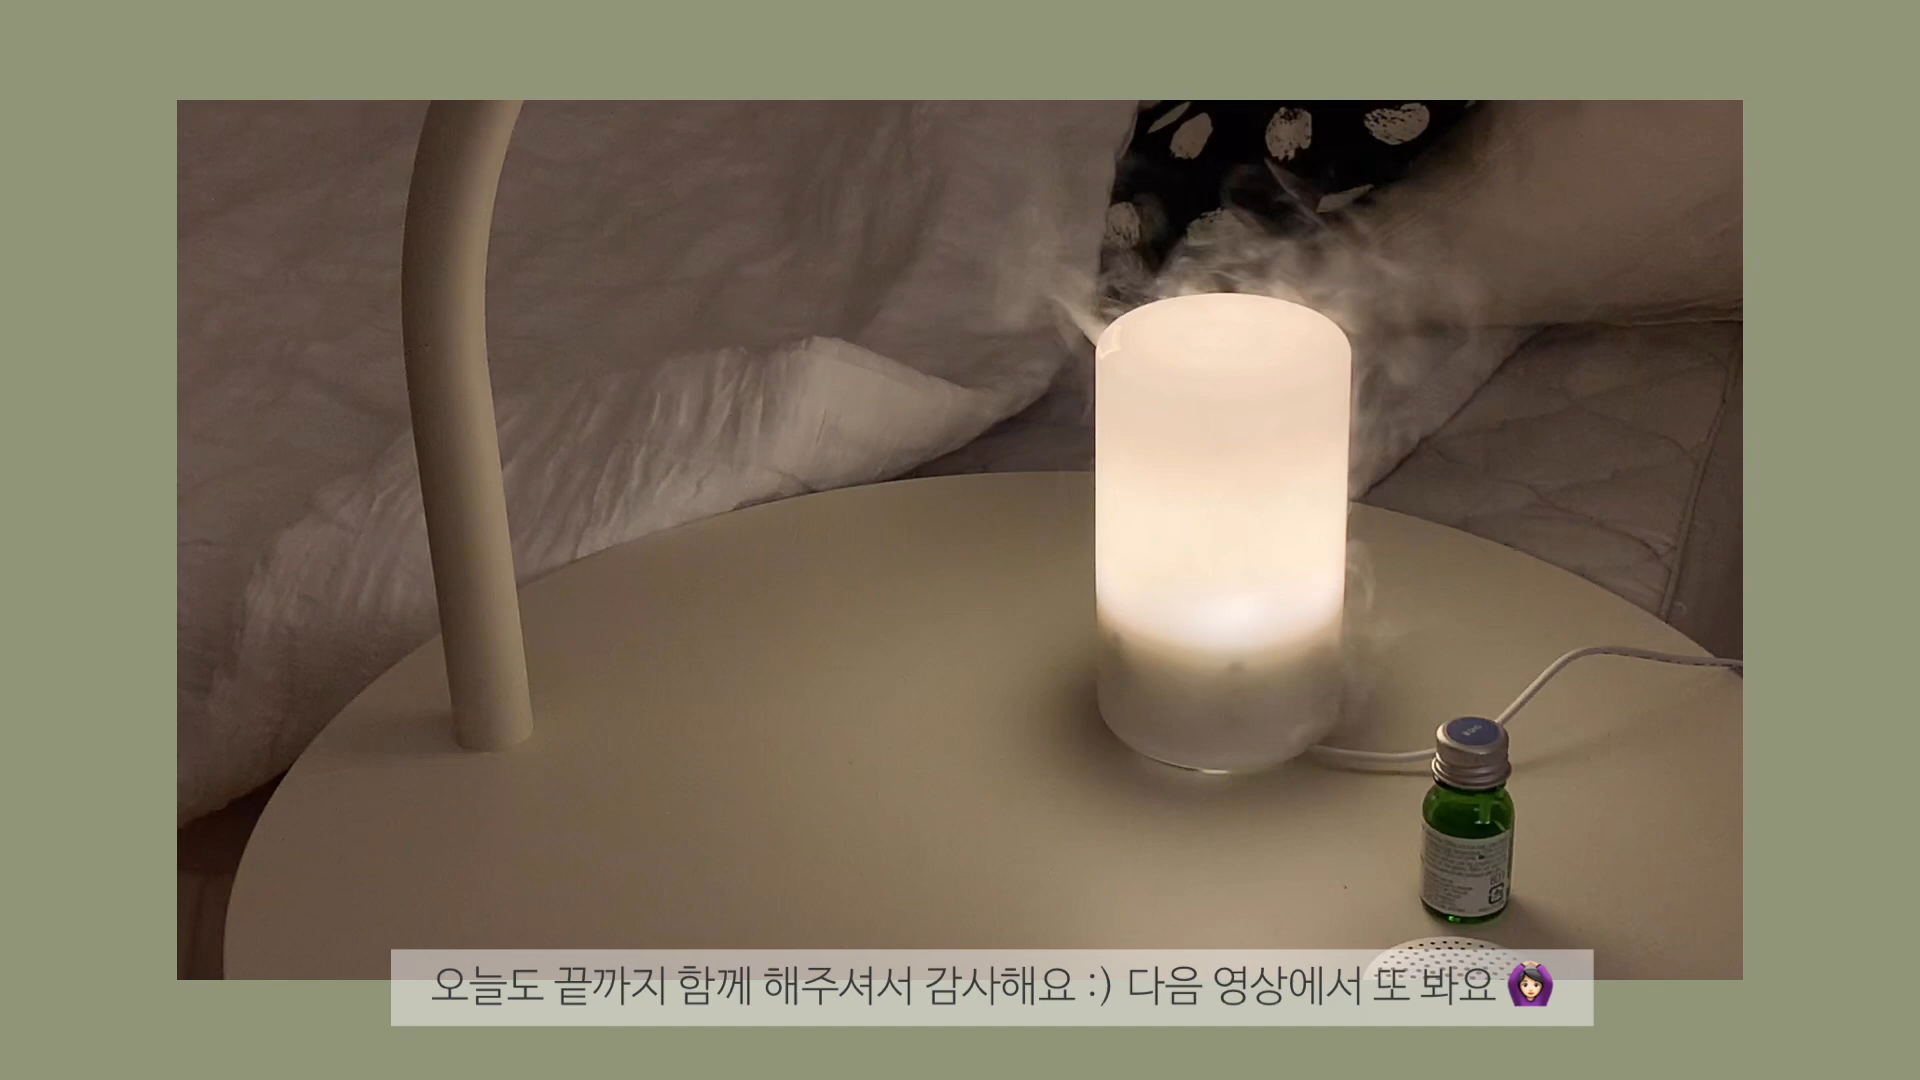 오늘도 끝까지 함께 해주셔서 감사해요 :) 다음 영상에서 또 봐요 🙆🏻‍♀️